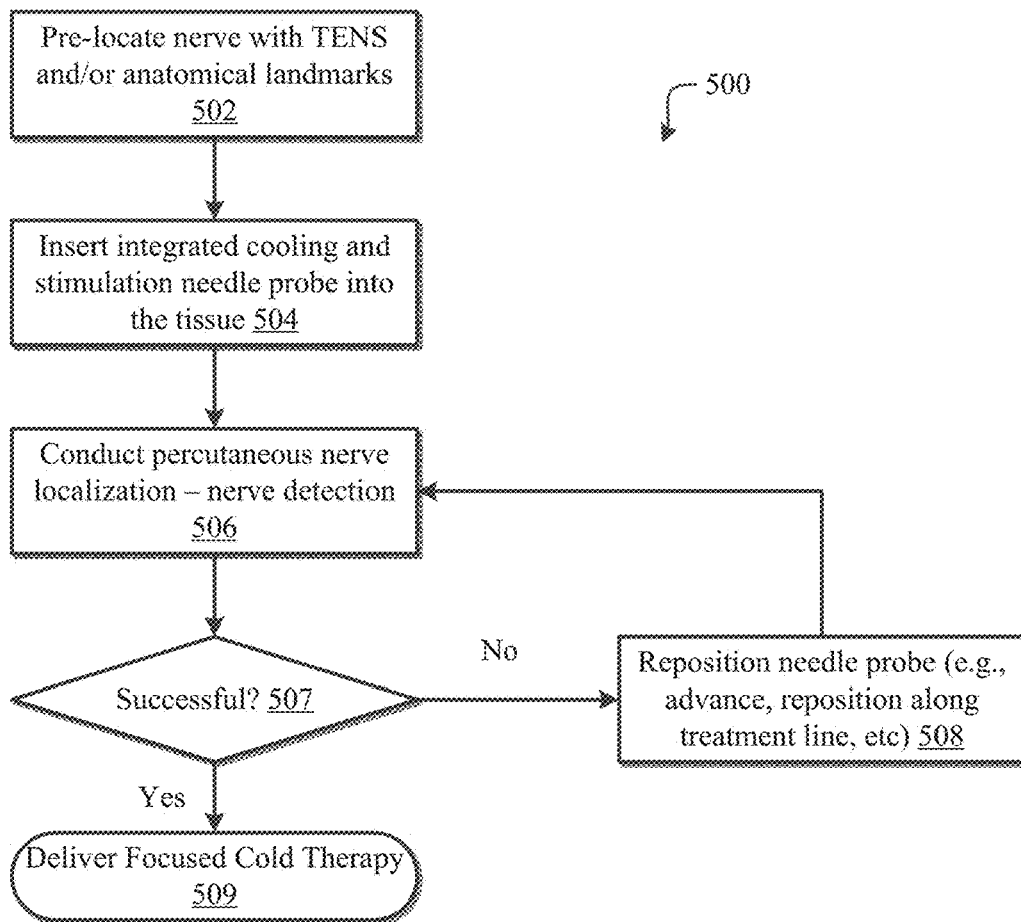 Pre-locate nerve with TENS
and/or anatomical landmarks
502
500
Insert integrated cooling and
stimulation needle probe into
the tissue 504
Conduct percutaneous nerve
localization – nerve detection
506
Successful? 507
No
Reposition needle probe (e.g.,
advance, reposition along
treatment line, etc) 508
Yes
Deliver Focused Cold Therapy
509